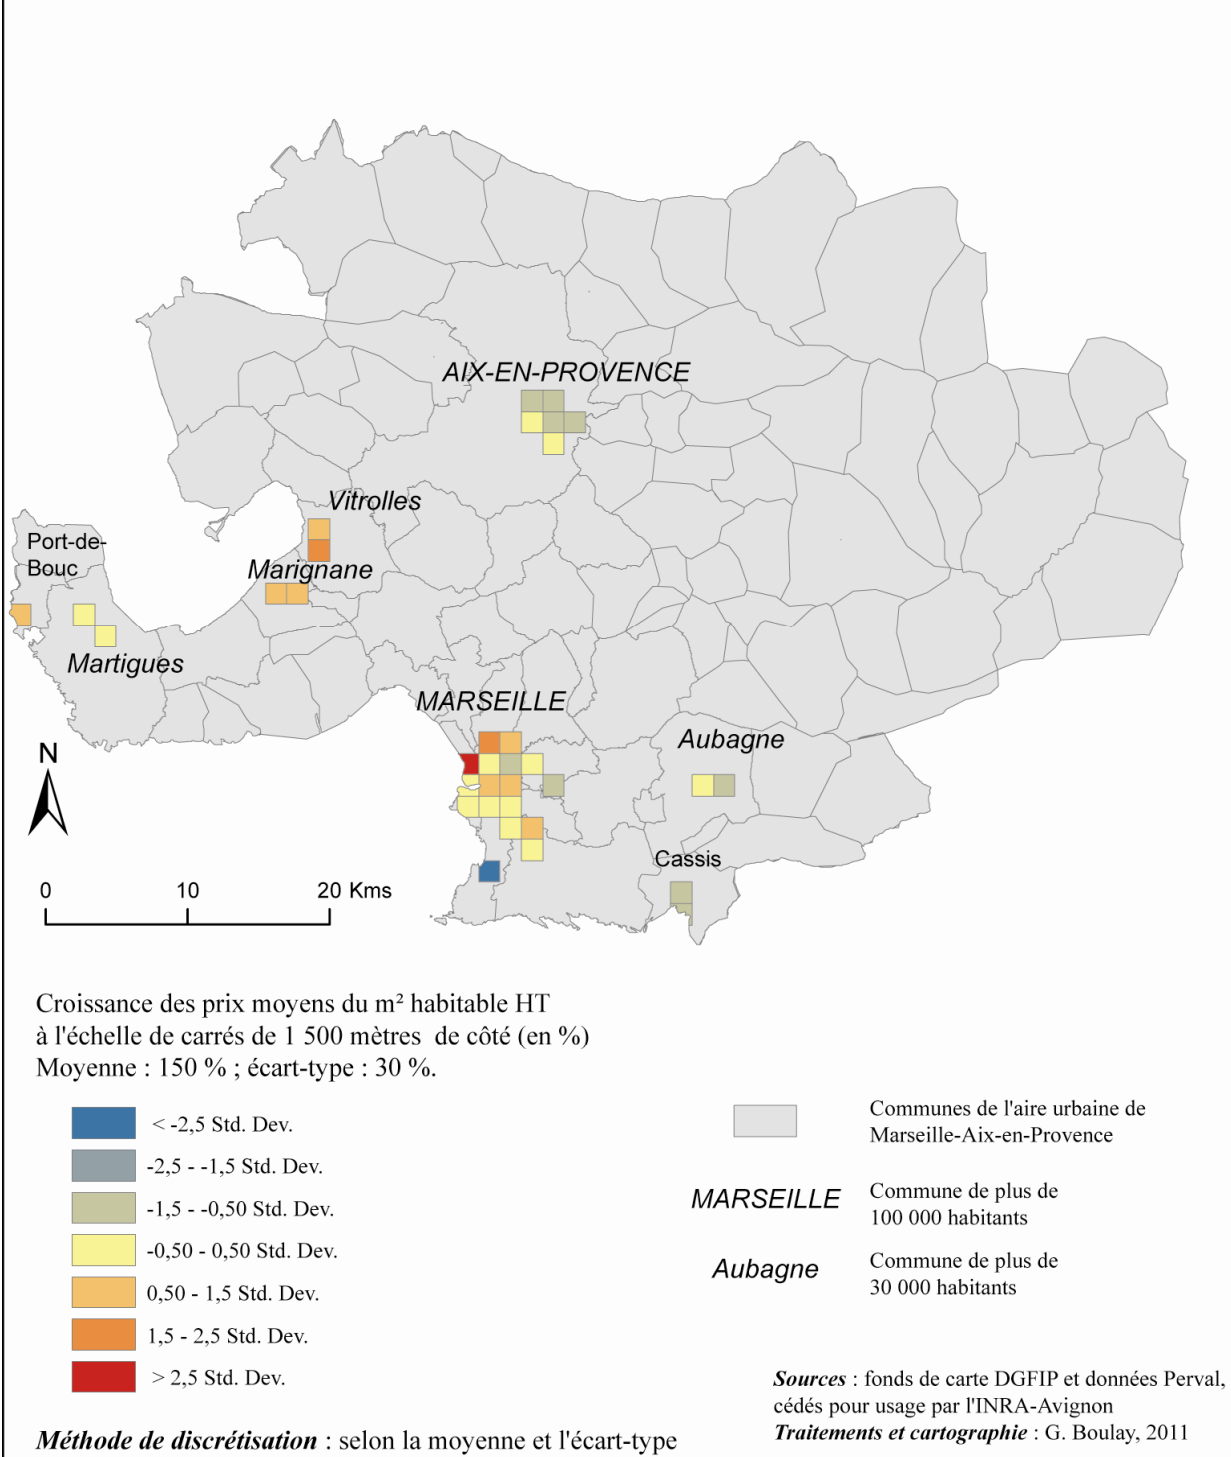 AIX-EN-PROVENCE
Vitrolles
Port-de-
Bouc
Marignane
Martigues
MARSEILLE
Aubagne
N
Cassis
0 10 20 Kms
Croissance des prix moyens du m² habitable HT
à l'échelle de carrés de 1 500 mètres de côté (en %)
Moyenne : 150 % ; écart-type : 30 %.
< -2,5 Std. Dev.
-2,5 - -1,5 Std. Dev.
-1,5 - -0,50 Std. Dev.
-0,50 - 0,50 Std. Dev.
0,50 - 1,5 Std. Dev.
1,5 - 2,5 Std. Dev.
> 2,5 Std. Dev.
Communes de l'aire urbaine de
Marseille-Aix-en-Provence
MARSEILLE
Commune de plus de
100 000 habitants
Aubagne
Commune de plus de
30 000 habitants
Sources : fonds de carte DGFIP et données Perval,
cédés pour usage par l'INRA-Avignon
Traitements et cartographie : G. Boulay, 2011
Méthode de discrétisation : selon la moyenne et l'écart-type